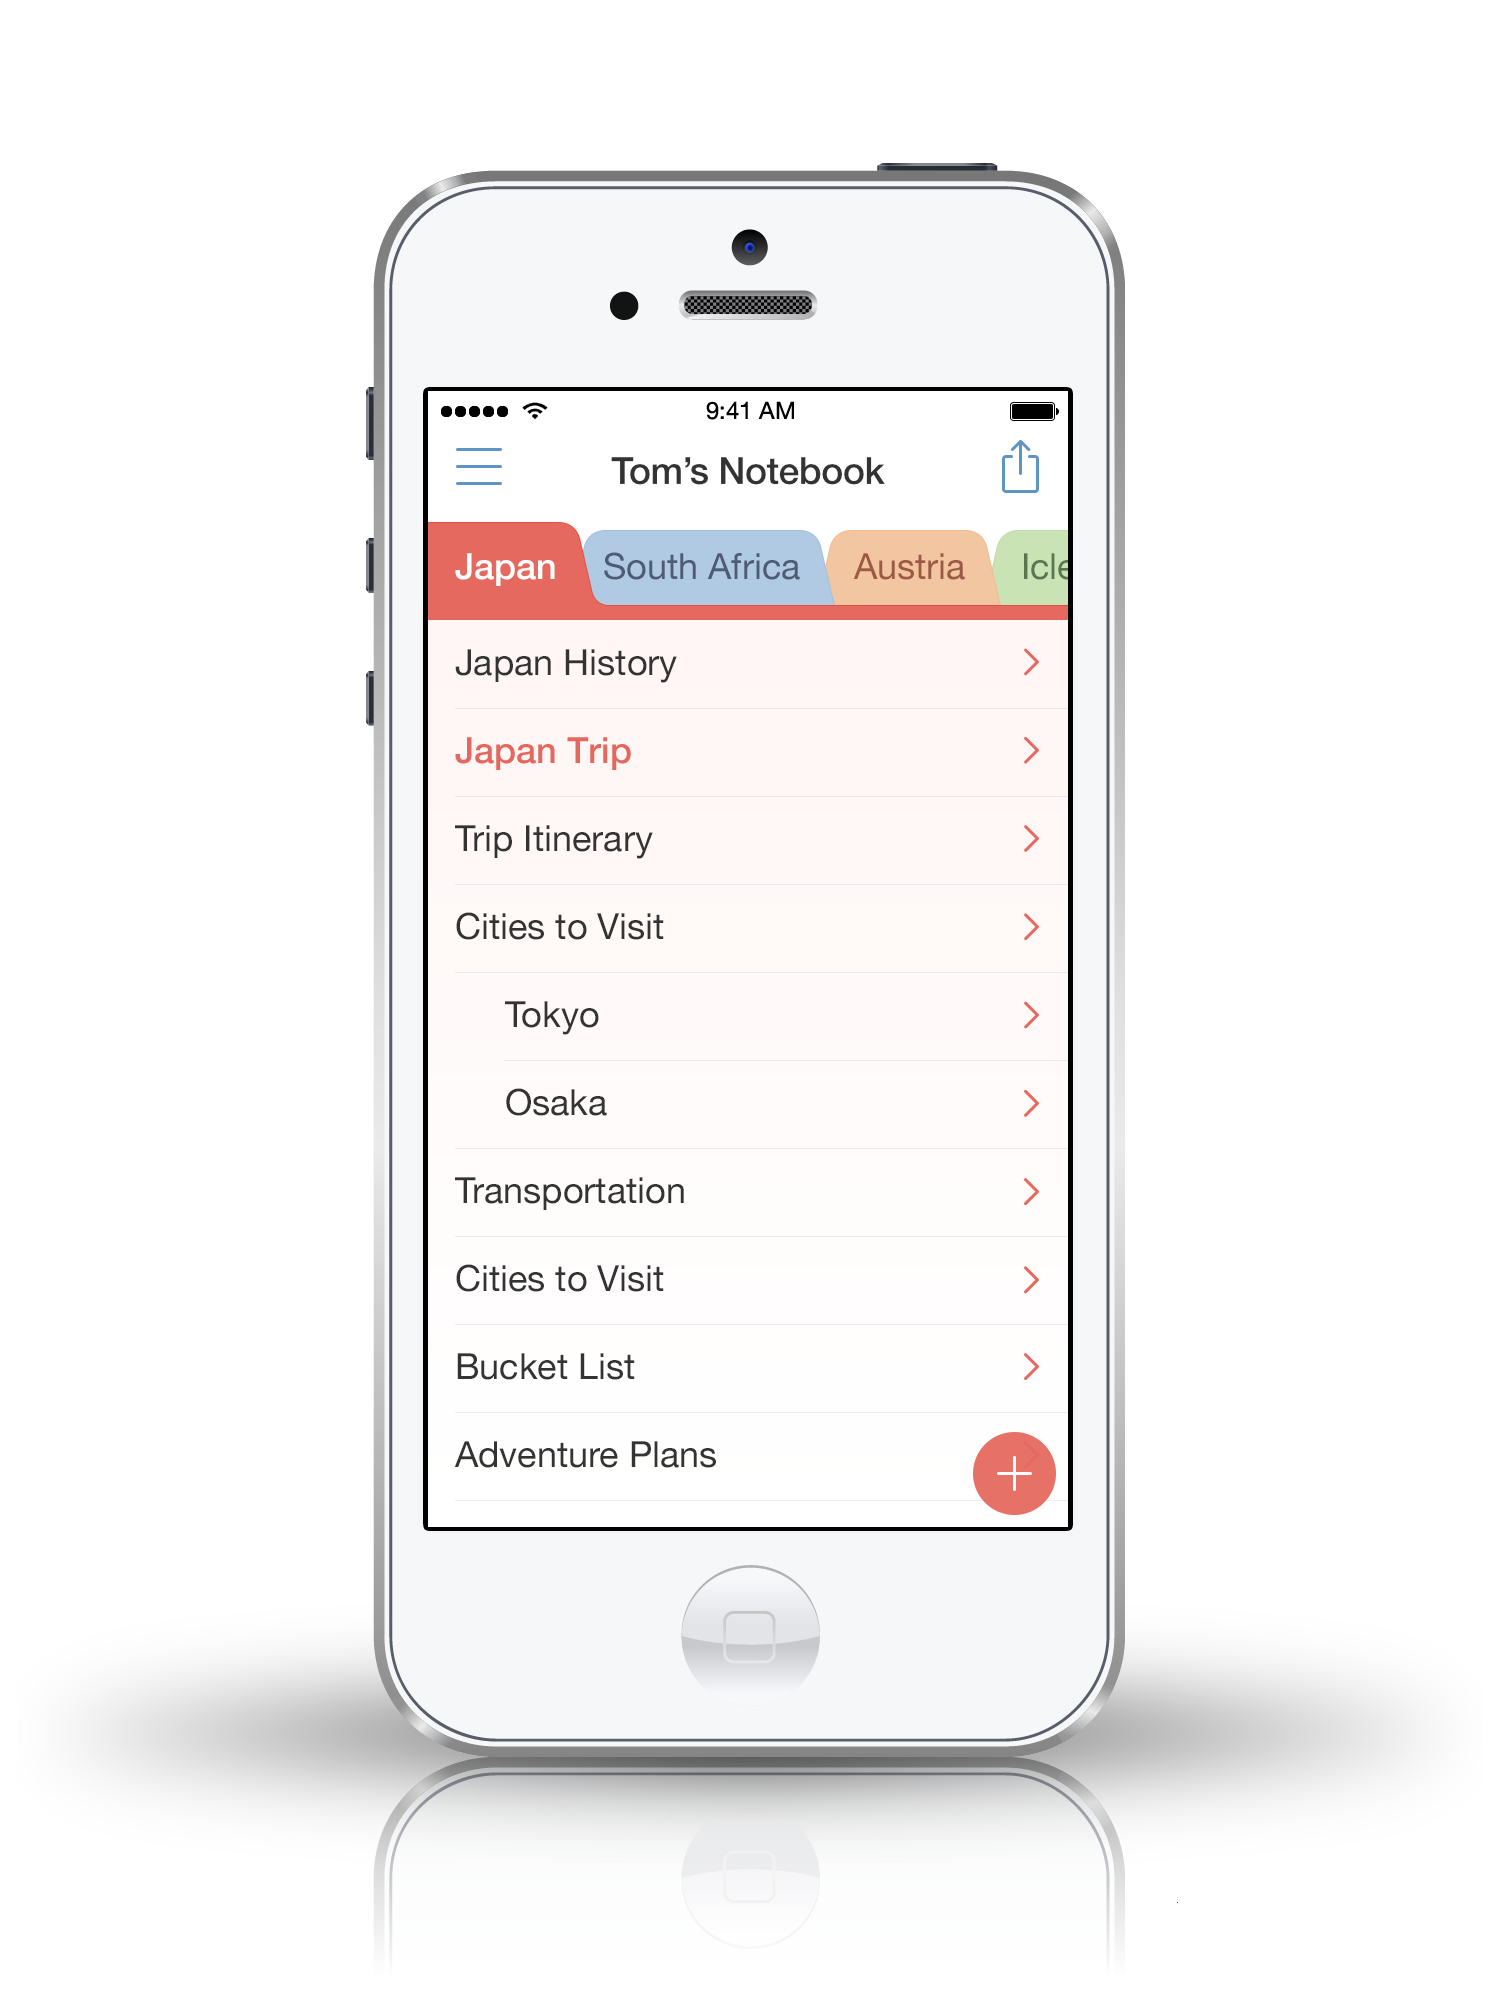 9:41 AM
Tom's Notebook
Japan South Africa Austria Icle
Japan History
Japan Trip
Trip Itinerary
Cities to Visit
Tokyo
Osaka
Transportation
Cities to Visit
Bucket List
Adventure Plans